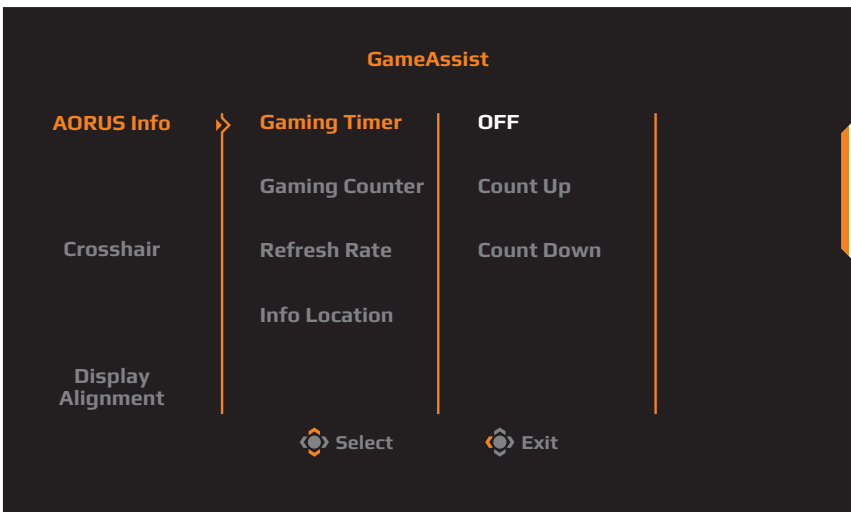 GameAssist
AORUS Info
Gaming Timer
OFF
Gaming Counter
Count Up
Crosshair
Refresh Rate
Count Down
Info Location
Display
Alignment
Select
Exit